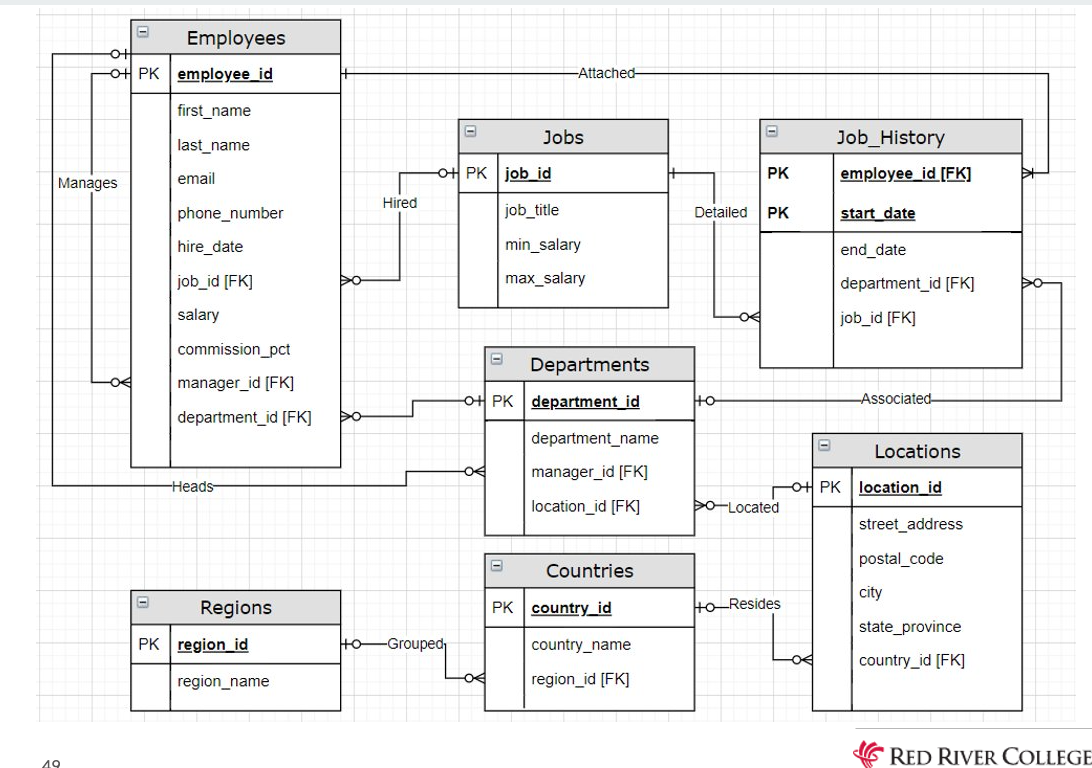 Employees
PK employee_id
first_name
last_name
email
phone_number
hire_date
job_id [FK]
salary
commission_pct
manager_id [FK]
department_id [FK]
Manages
Attached
Hired
Jobs
PK job_id
job_title
min_salary
max_salary
Detailed
Job_History
PK employee_id [FK]
PK start_date
end_date
department_id [FK]
job_id [FK]
Departments
PK department_id
department_name
manager_id [FK]
location_id [FK]
Associated
Heads
Located
Locations
PK location_id
street_address
postal_code
city
state_province
country_id [FK]
Countries
PK country_id
country_name
region_id [FK]
Resides
Regions
PK region_id
region_name
Grouped
49
RED RIVER COLLEGE